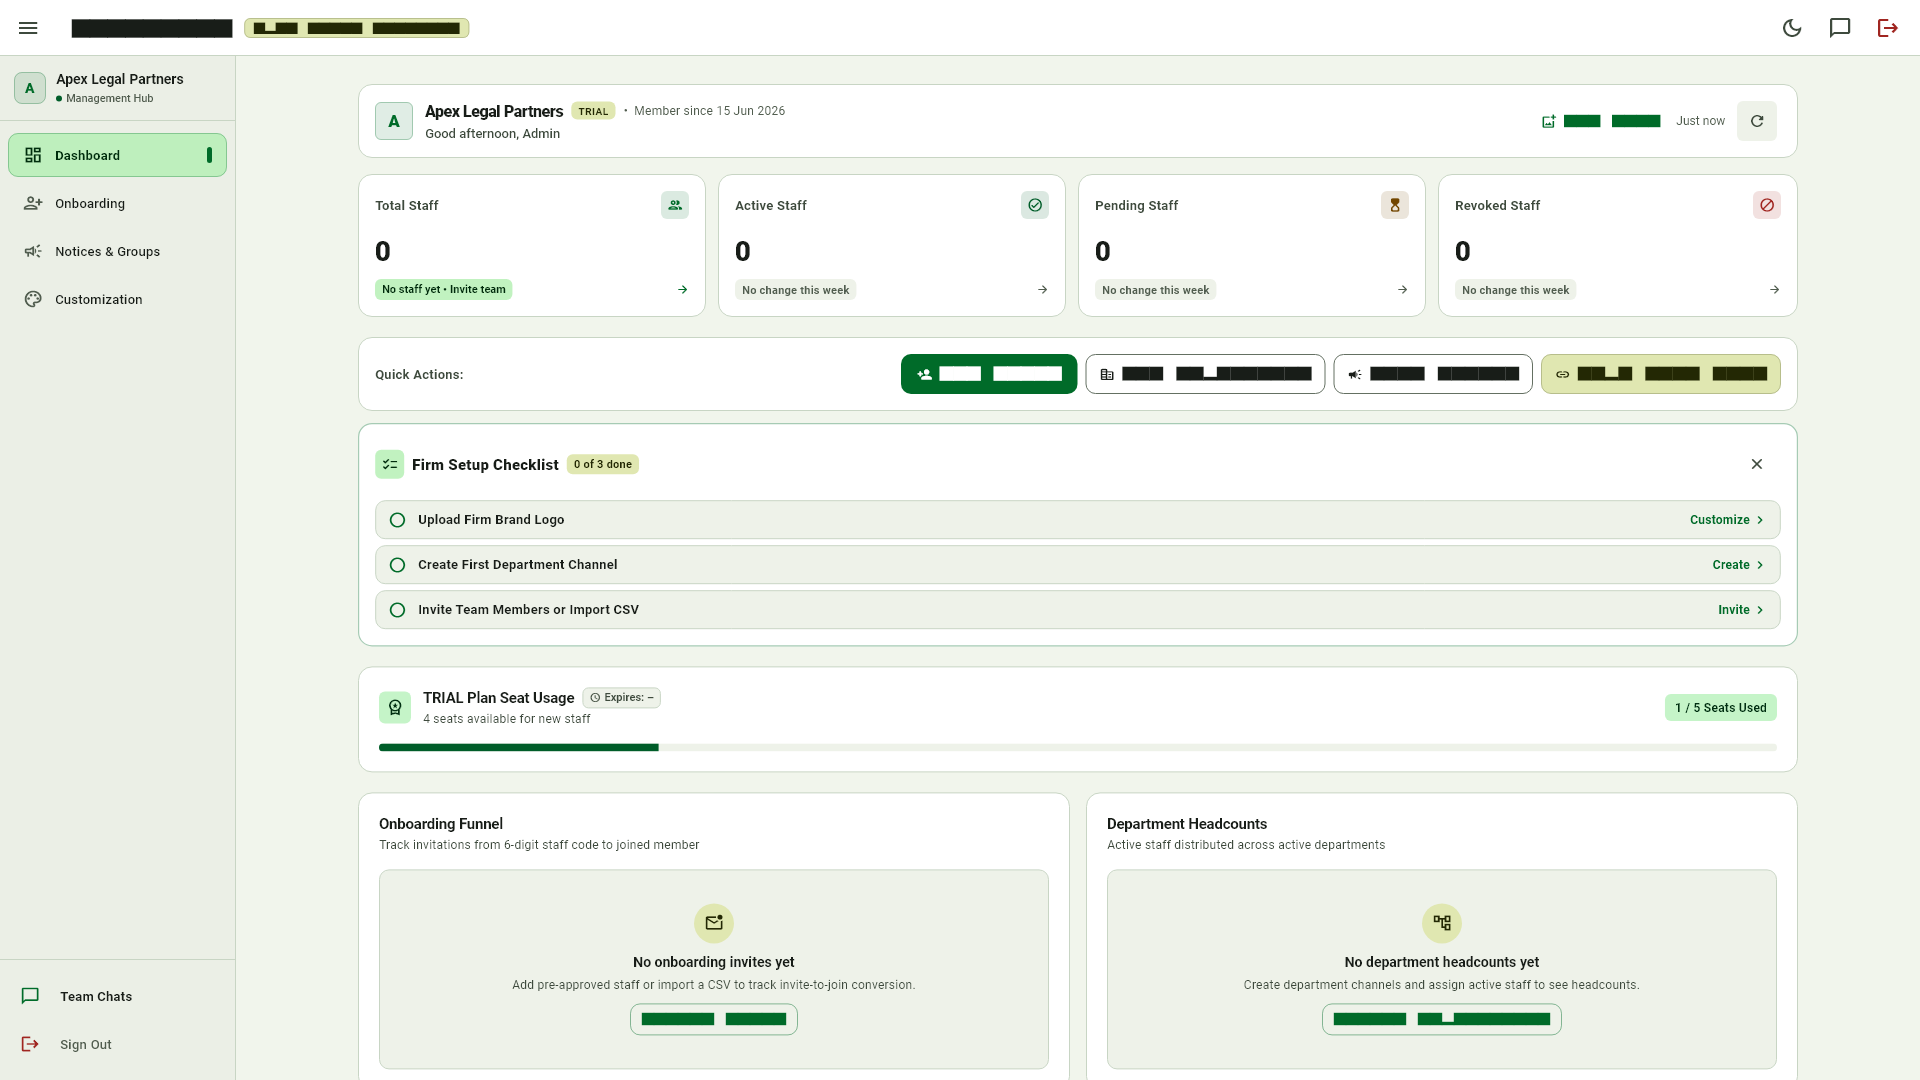 A
Apex Legal Partners
Management Hub
Dashboard
Onboarding
Notices & Groups
Customization
Team Chats
Sign Out
A
Apex Legal Partners
TRIAL
• Member since 15 Jun 2026
Good afternoon, Admin
Just now
Total Staff
0
No staff yet • Invite team
Active Staff
0
No change this week
Pending Staff
0
No change this week
Revoked Staff
0
No change this week
Quick Actions:
Firm Setup Checklist
0 of 3 done
Upload Firm Brand Logo
Customize
Create First Department Channel
Create
Invite Team Members or Import CSV
Invite
TRIAL Plan Seat Usage
Expires: –
4 seats available for new staff
1 / 5 Seats Used
Onboarding Funnel
Track invitations from 6-digit staff code to joined member
No onboarding invites yet
Add pre-approved staff or import a CSV to track invite-to-join conversion.
Department Headcounts
Active staff distributed across active departments
No department headcounts yet
Create department channels and assign active staff to see headcounts.